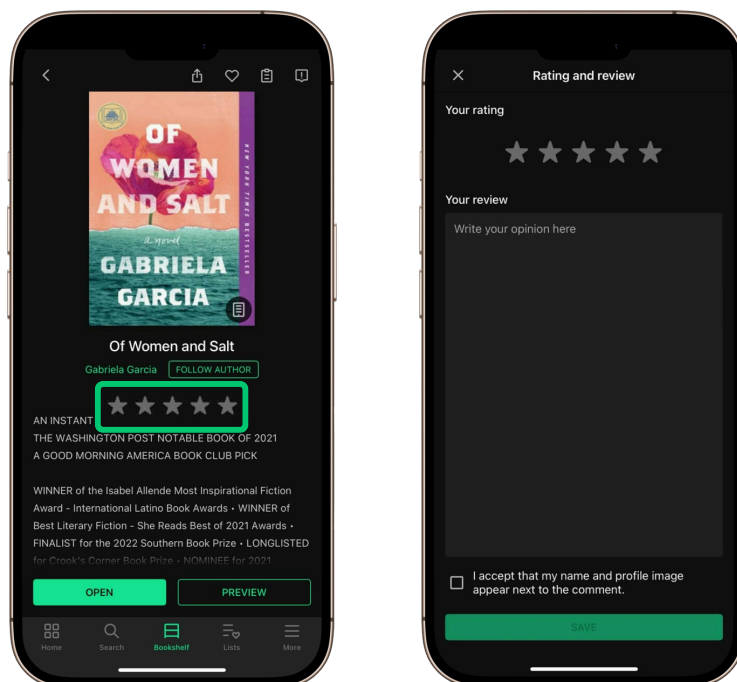 OF
WOMEN
AND SALT
a novel
GABRIELA
GARCIA
NEW YORK TIMES BESTSELLER
Of Women and Salt
Gabriela Garcia FOLLOW AUTHOR
AN INSTANT
THE WASHINGTON POST NOTABLE BOOK OF 2021
A GOOD MORNING AMERICA BOOK CLUB PICK
WINNER of the Isabel Allende Most Inspirational Fiction
Award - International Latino Book Awards • WINNER of
Best Literary Fiction - She Reads Best of 2021 Awards •
FINALIST for the 2022 Southern Book Prize • LONGLISTED
for Crook's Corner Book Prize • NOMINEE for 2021
OPEN PREVIEW
Home Search Bookshelf Lists More
Rating and review
Your rating
Your review
Write your opinion here
I accept that my name and profile image
appear next to the comment.
SAVE